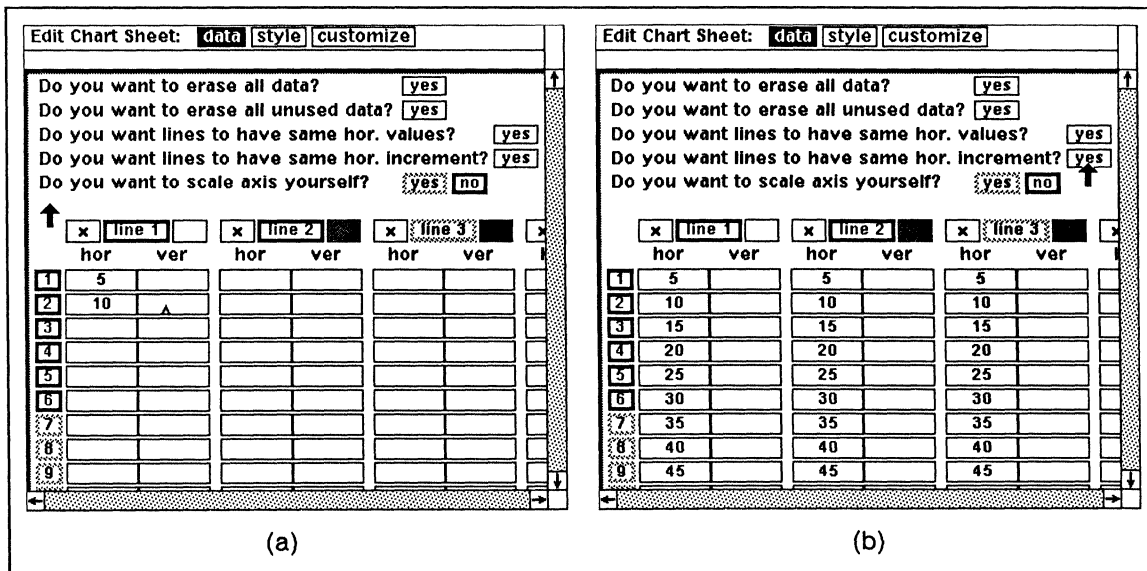 Edit Chart Sheet: data style customize
Do you want to erase all data? yes
Do you want to erase all unused data? yes
Do you want lines to have same hor. values? yes
Do you want lines to have same hor. increment? yes
Do you want to scale axis yourself? yes no
x line 1 x line 2 x line 3 x
hor ver hor ver hor ver
1 5
2 10
3
4
5
6
7
8
9
(a)
Edit Chart Sheet: data style customize
Do you want to erase all data? yes
Do you want to erase all unused data? yes
Do you want lines to have same hor. values? yes
Do you want lines to have same hor. increment? yes
Do you want to scale axis yourself? yes no
x line 1 x line 2 x line 3 x
hor ver hor ver hor ver
1 5 5 5
2 10 10 10
3 15 15 15
4 20 20 20
5 25 25 25
6 30 30 30
7 35 35 35
8 40 40 40
9 45 45 45
(b)